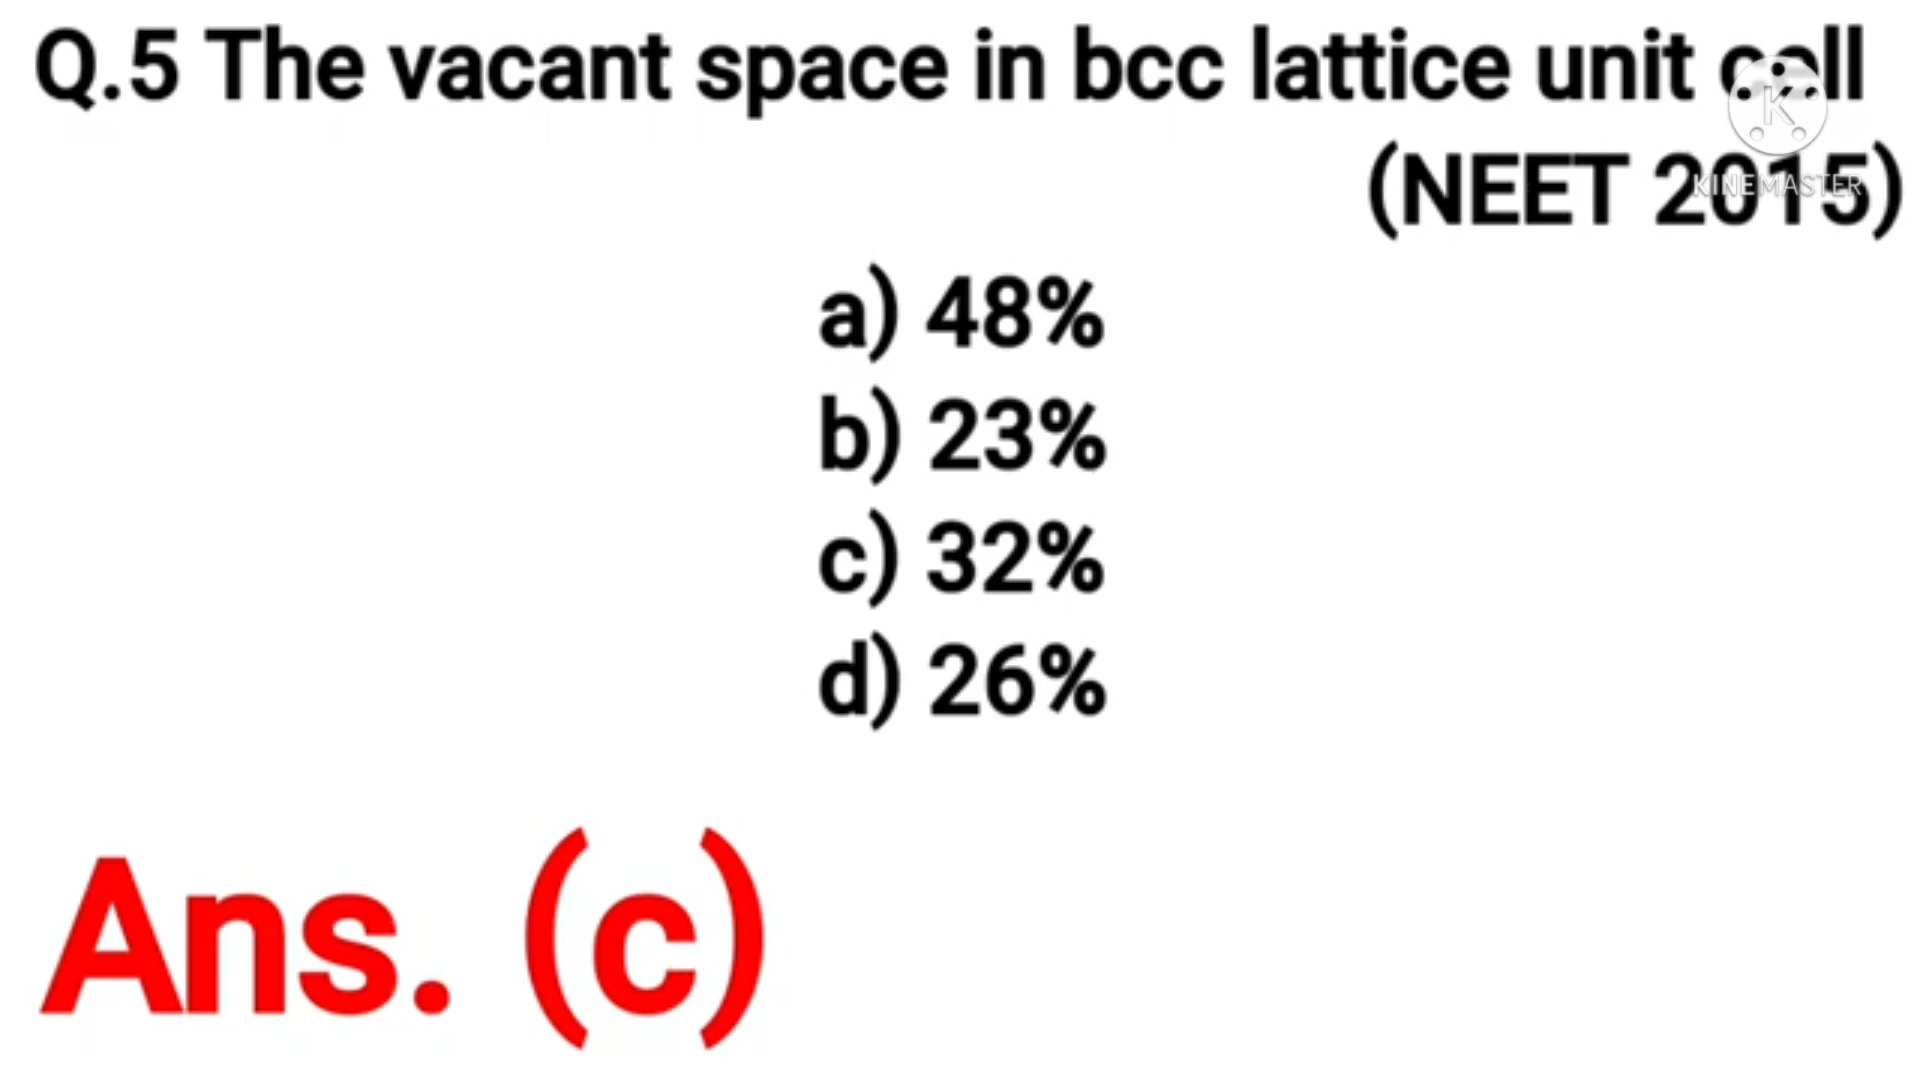 Q.5 The vacant space in bcc lattice unit cell
(NEET 2015)
KINEMASTER
a) 48%
b) 23%
c) 32%
d) 26%
Ans. (c)